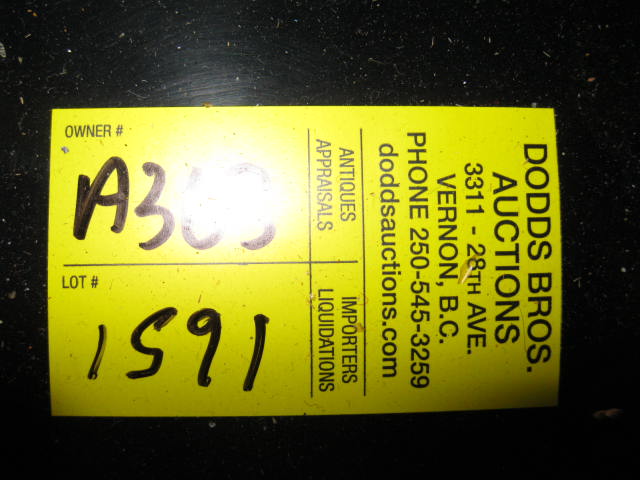 OWNER #
A363
LOT #
1591
ANTIQUES
APPRAISALS
IMPORTERS
LIQUIDATIONS
DODDS BROS.
AUCTIONS
3311 - 28TH AVE.
VERNON, B.C.
PHONE 250-545-3259
doddsauctions.com